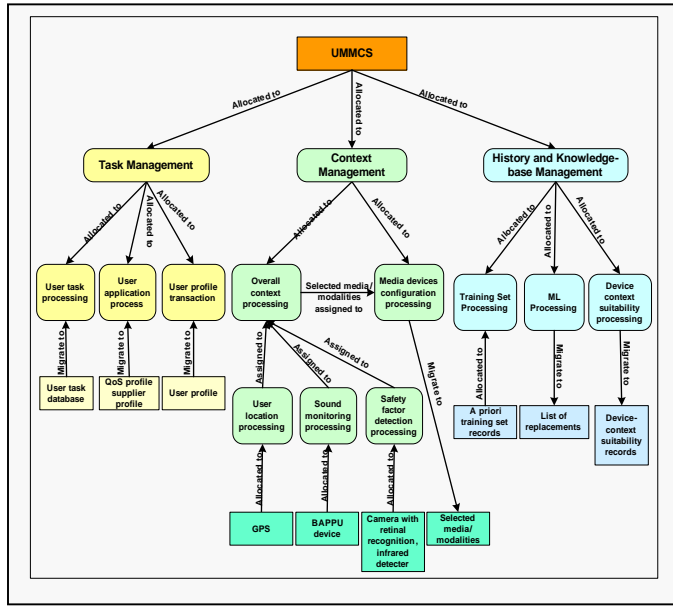 UMMCS
Allocated to
Allocated to
Allocated to
Task Management
Context
Management
History and Knowledge-
base Management
Allocated to
Allocated to
Allocated to
Allocated to
Allocated to
Allocated to
Allocated to
Allocated to
User task
processing
User
application
process
User profile
transaction
Overall
context
processing
Selected media/
modalities
assigned to
Media devices
configuration
processing
Training Set
Processing
ML
Processing
Device
context
suitability
processing
Migrate to
Migrate to
Migrate to
Assigned to
Assigned to
Assigned to
Migrate to
Allocated to
Migrate to
Migrate to
User task
database
QoS profile
supplier profile
User profile
User
location
processing
Sound
monitoring
processing
Safety
factor
detection
processing
A priori
training set
records
List of
replacements
Device-
context
suitability
records
Allocated to
Allocated to
Allocated to
GPS
BAPPU
device
Camera with
retinal
recognition,
infrared
detecter
Selected
media/
modalities